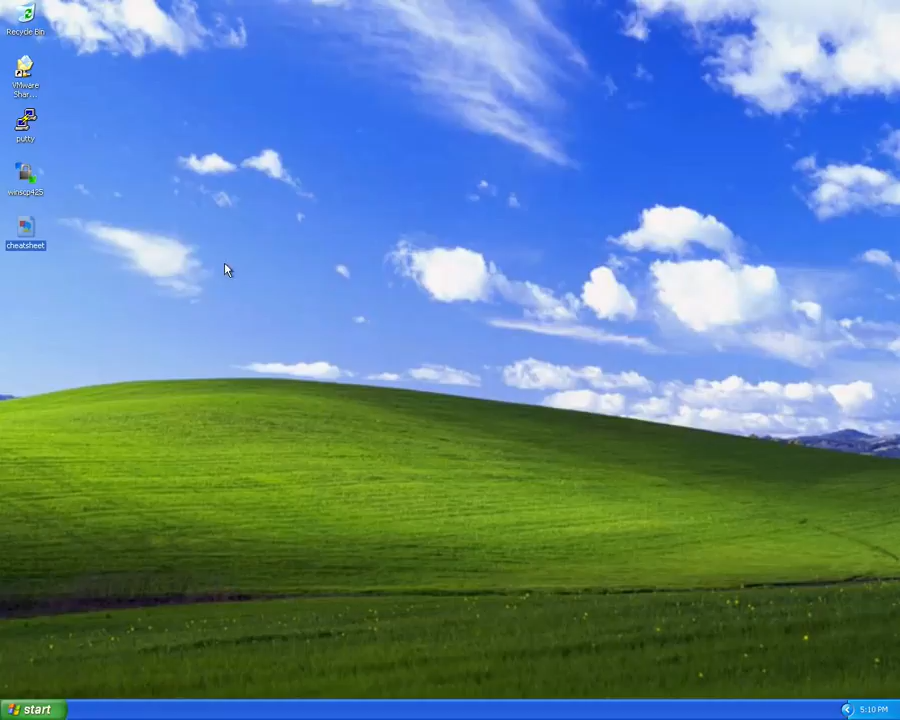 Recycle Bin
VMware
Shar...
putty
winscp425
cheatsheet
start
5:10 PM